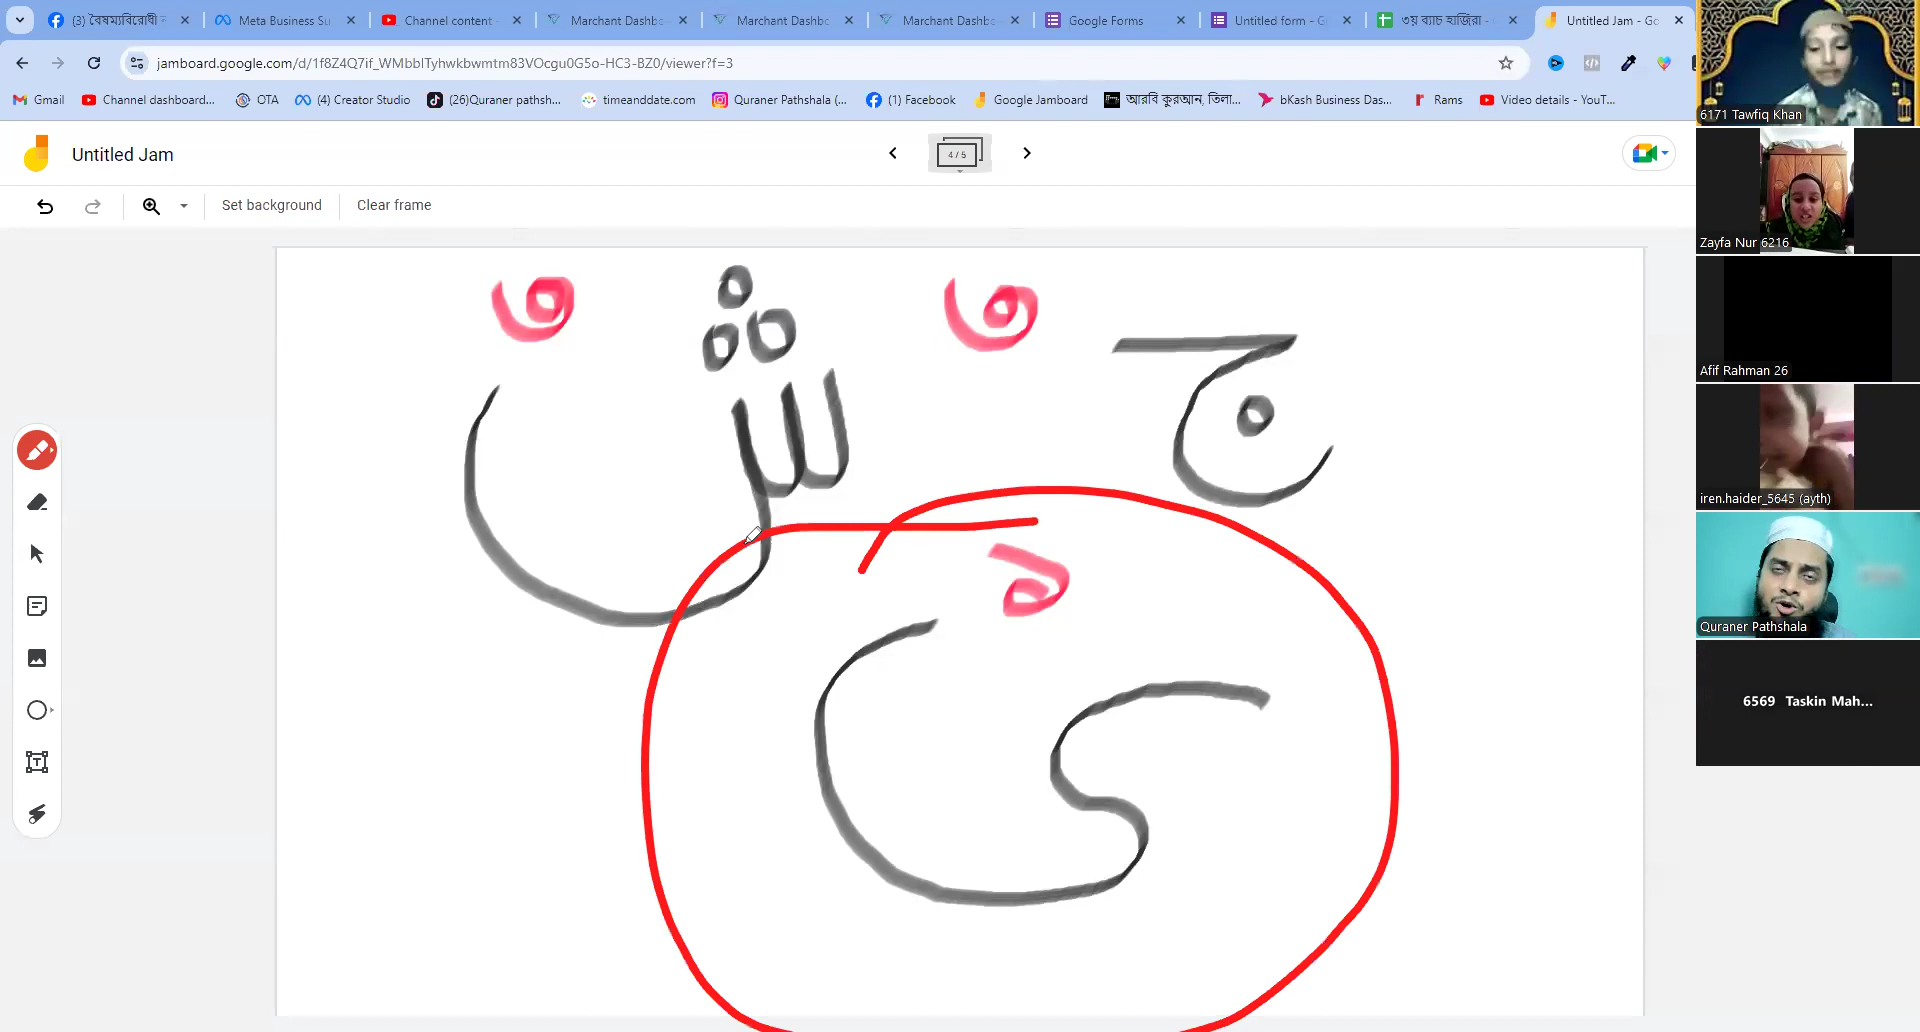 (3) বৈষম্যবিরোধী
Meta Business Su
Channel content -
Marchant Dashbo
Marchant Dashbo
Marchant Dashbo
Google Forms
Untitled form - G
৩য় ব্যাচ হাজিরা -
Untitled Jam - Go
jamboard.google.com/d/1f8Z4Q7if_WMbblTyhwkbwmtm83VOcgu0G5o-HC3-BZ0/viewer?f=3
Gmail
Channel dashboard...
OTA
(4) Creator Studio
(26)Quraner pathsh...
timeanddate.com
Quraner Pathshala (...
(1) Facebook
Google Jamboard
আরবি কুরআন, তিলা...
bKash Business Das...
Rams
Video details - YouT...
Untitled Jam
4 / 5
Set background
Clear frame
ج ৩ ش ৩
ى
6171 Tawfiq Khan
Zayfa Nur 6216
Afif Rahman 26
iren.haider_5645 (ayth)
Quraner Pathshala
6569 Taskin Mah...